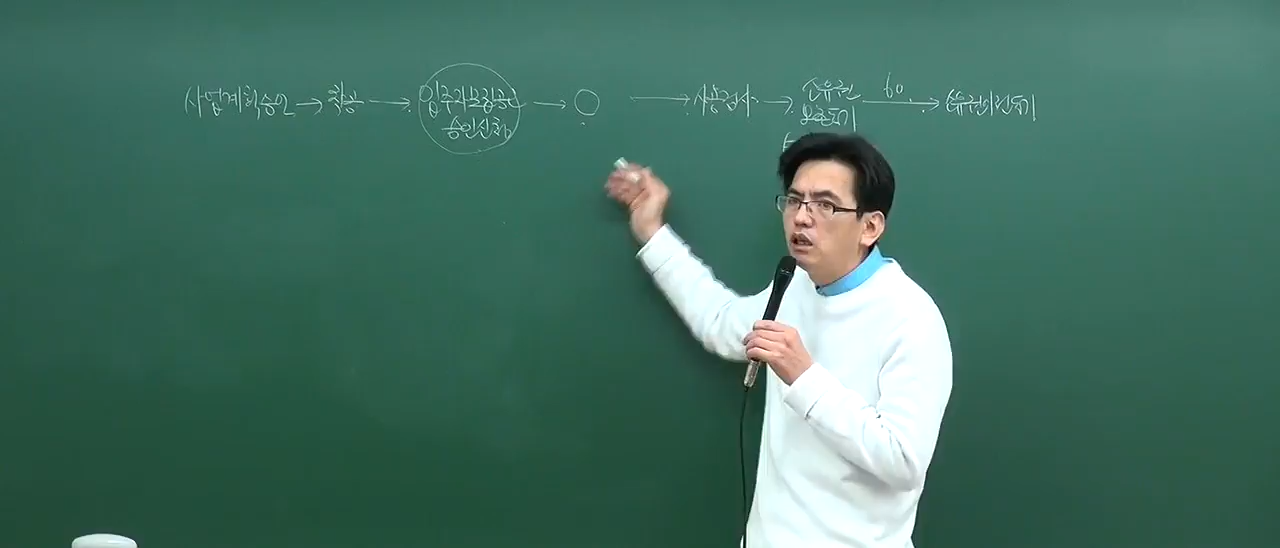 사업계획승인 → 착공 → 입주자모집공고 승인신청 → ○ → 사용검사 → 소유권 보존등기 → 60. 소유권이전등기